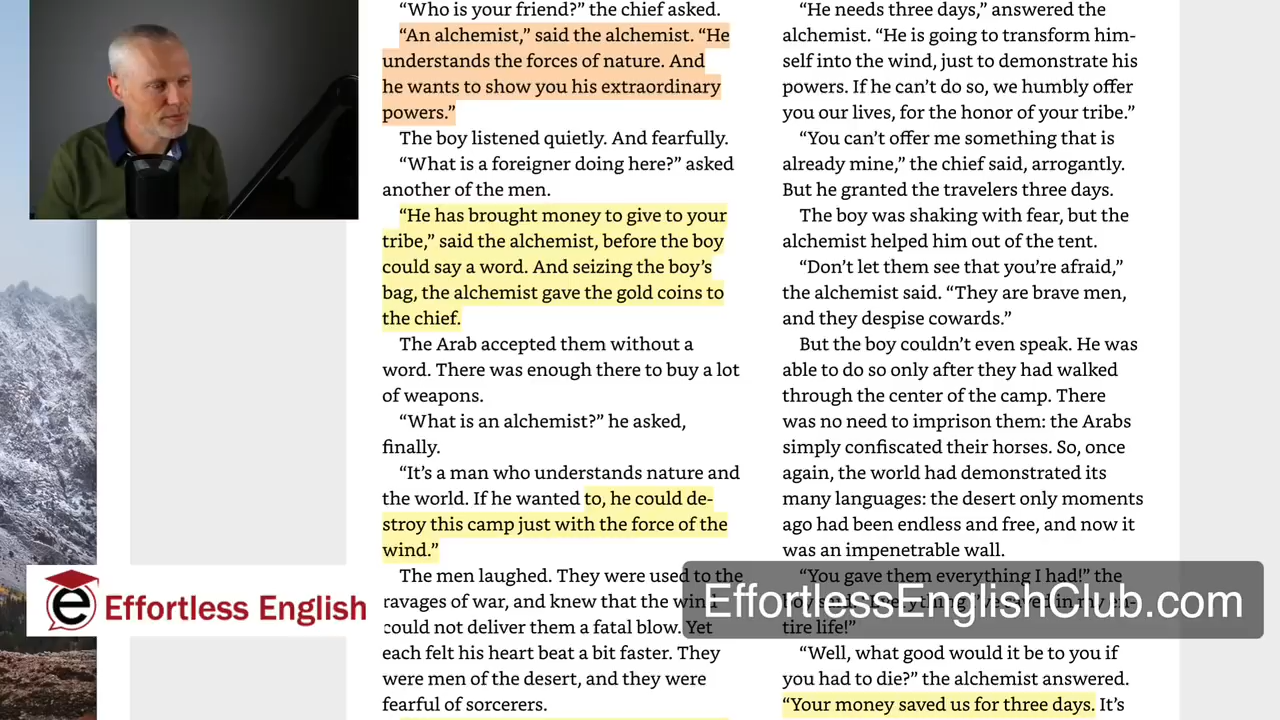 “Who is your friend?” the chief asked.
“An alchemist,” said the alchemist. “He
understands the forces of nature. And
he wants to show you his extraordinary
powers.”
The boy listened quietly. And fearfully.
“What is a foreigner doing here?” asked
another of the men.
“He has brought money to give to your
tribe,” said the alchemist, before the boy
could say a word. And seizing the boy’s
bag, the alchemist gave the gold coins to
the chief.
The Arab accepted them without a
word. There was enough there to buy a lot
of weapons.
“What is an alchemist?” he asked,
finally.
“It’s a man who understands nature and
the world. If he wanted to, he could de-
stroy this camp just with the force of the
wind.”
The men laughed. They were used to the
ravages of war, and knew that the wind
could not deliver them a fatal blow. Yet
each felt his heart beat a bit faster. They
were men of the desert, and they were
fearful of sorcerers.
“He needs three days,” answered the
alchemist. “He is going to transform him-
self into the wind, just to demonstrate his
powers. If he can’t do so, we humbly offer
you our lives, for the honor of your tribe.”
“You can’t offer me something that is
already mine,” the chief said, arrogantly.
But he granted the travelers three days.
The boy was shaking with fear, but the
alchemist helped him out of the tent.
“Don’t let them see that you’re afraid,”
the alchemist said. “They are brave men,
and they despise cowards.”
But the boy couldn’t even speak. He was
able to do so only after they had walked
through the center of the camp. There
was no need to imprison them: the Arabs
simply confiscated their horses. So, once
again, the world had demonstrated its
many languages: the desert only moments
ago had been endless and free, and now it
was an impenetrable wall.
“You gave them everything I had!” the
boy said. “Everything I’ve saved in my en-
tire life!”
“Well, what good would it be to you if
you had to die?” the alchemist answered.
“Your money saved us for three days. It’s
e Effortless English
EffortlessEnglishClub.com